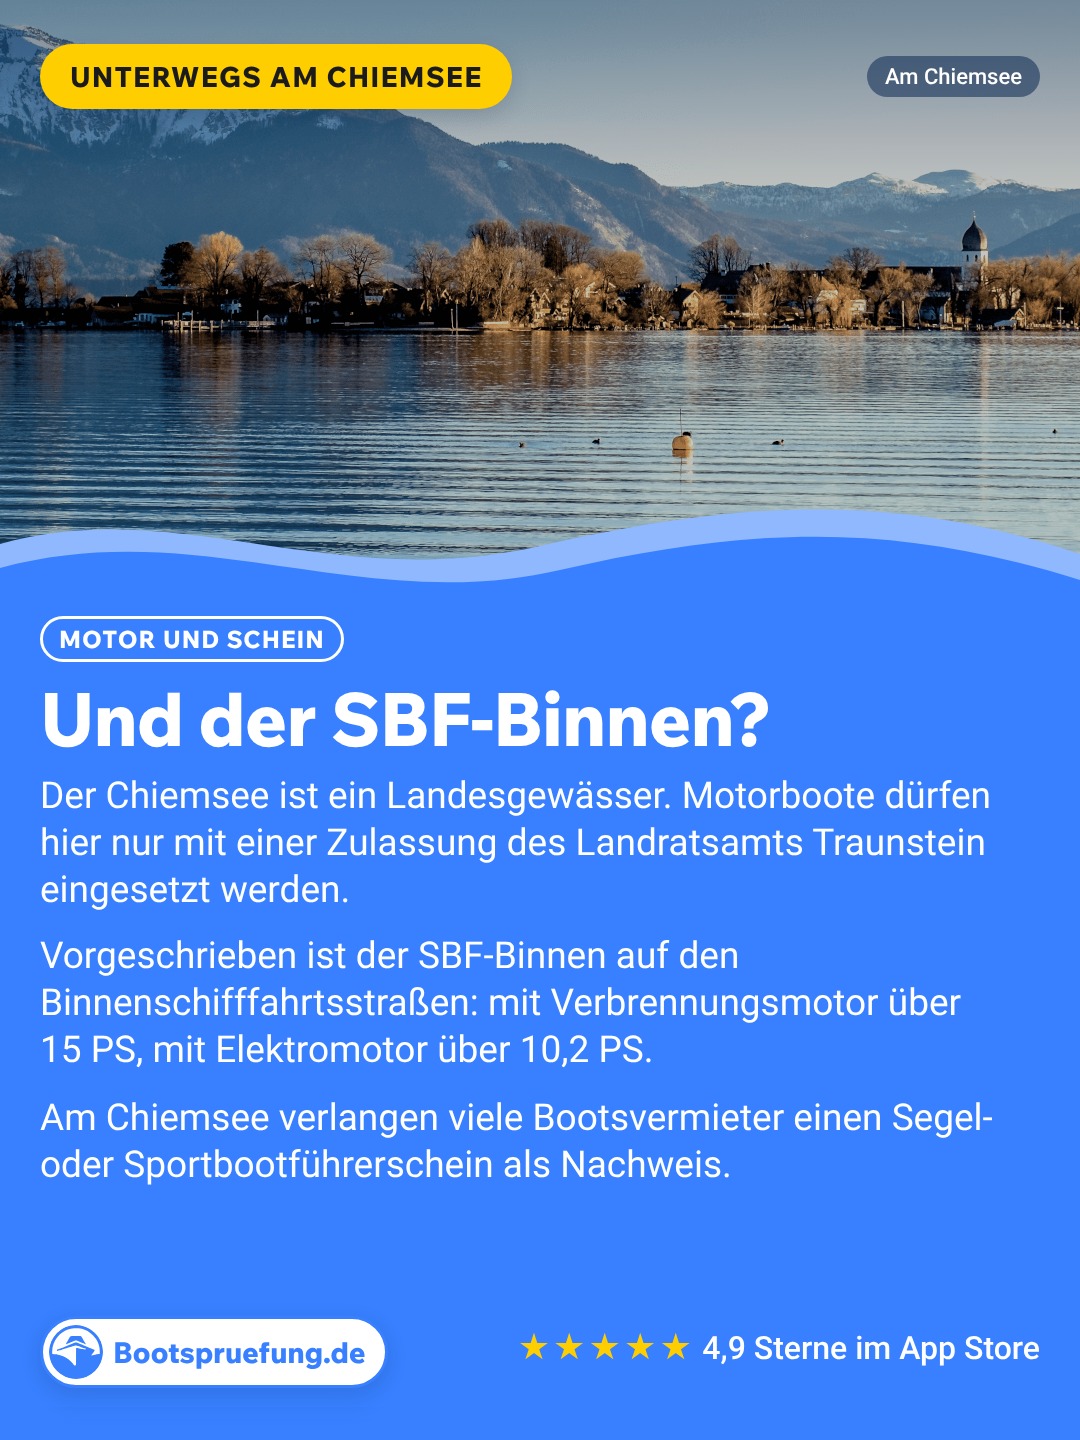 UNTERWEGS AM CHIEMSEE
Am Chiemsee
MOTOR UND SCHEIN
Und der SBF-Binnen?
Der Chiemsee ist ein Landesgewässer. Motorboote dürfen
hier nur mit einer Zulassung des Landratsamts Traunstein
eingesetzt werden.
Vorgeschrieben ist der SBF-Binnen auf den
Binnenschifffahrtsstraßen: mit Verbrennungsmotor über
15 PS, mit Elektromotor über 10,2 PS.
Am Chiemsee verlangen viele Bootsvermieter einen Segel-
oder Sportbootführerschein als Nachweis.
Bootspruefung.de
★★★★★ 4,9 Sterne im App Store